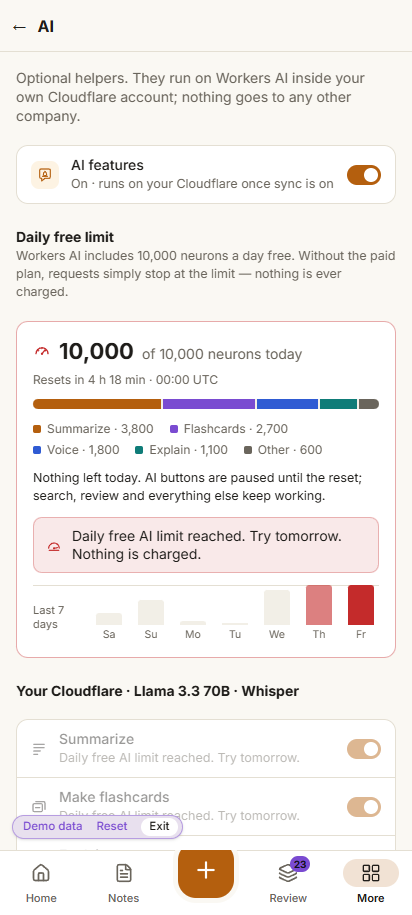 ← AI
Optional helpers. They run on Workers AI inside your
own Cloudflare account; nothing goes to any other
company.
AI features
On · runs on your Cloudflare once sync is on
Daily free limit
Workers AI includes 10,000 neurons a day free. Without the paid
plan, requests simply stop at the limit — nothing is ever
charged.
10,000 of 10,000 neurons today
Resets in 4 h 18 min · 00:00 UTC
Summarize · 3,800 Flashcards · 2,700
Voice · 1,800 Explain · 1,100 Other · 600
Nothing left today. AI buttons are paused until the reset;
search, review and everything else keep working.
Daily free AI limit reached. Try tomorrow.
Nothing is charged.
Last 7
days
Sa Su Mo Tu We Th Fr
Your Cloudflare · Llama 3.3 70B · Whisper
Summarize
Daily free AI limit reached. Try tomorrow.
Make flashcards
Daily free AI limit reached. Try tomorrow.
Demo data Reset Exit
23
Home Notes Review More